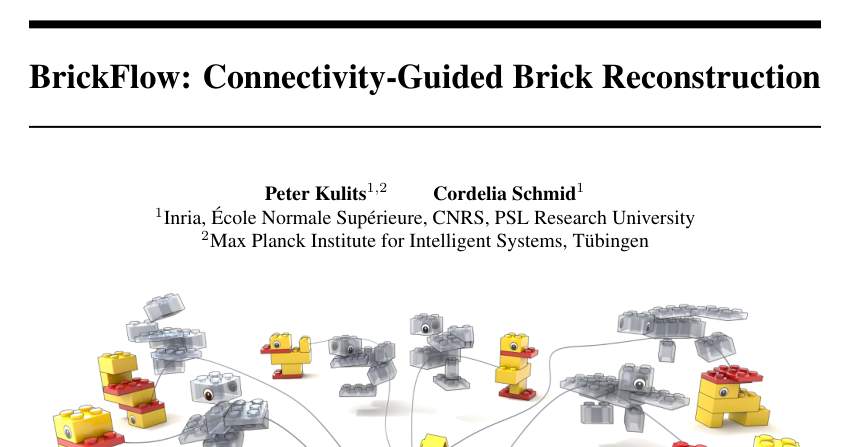 BrickFlow: Connectivity-Guided Brick Reconstruction
Peter Kulits1,2 Cordelia Schmid1
1Inria, École Normale Supérieure, CNRS, PSL Research University
2Max Planck Institute for Intelligent Systems, Tübingen